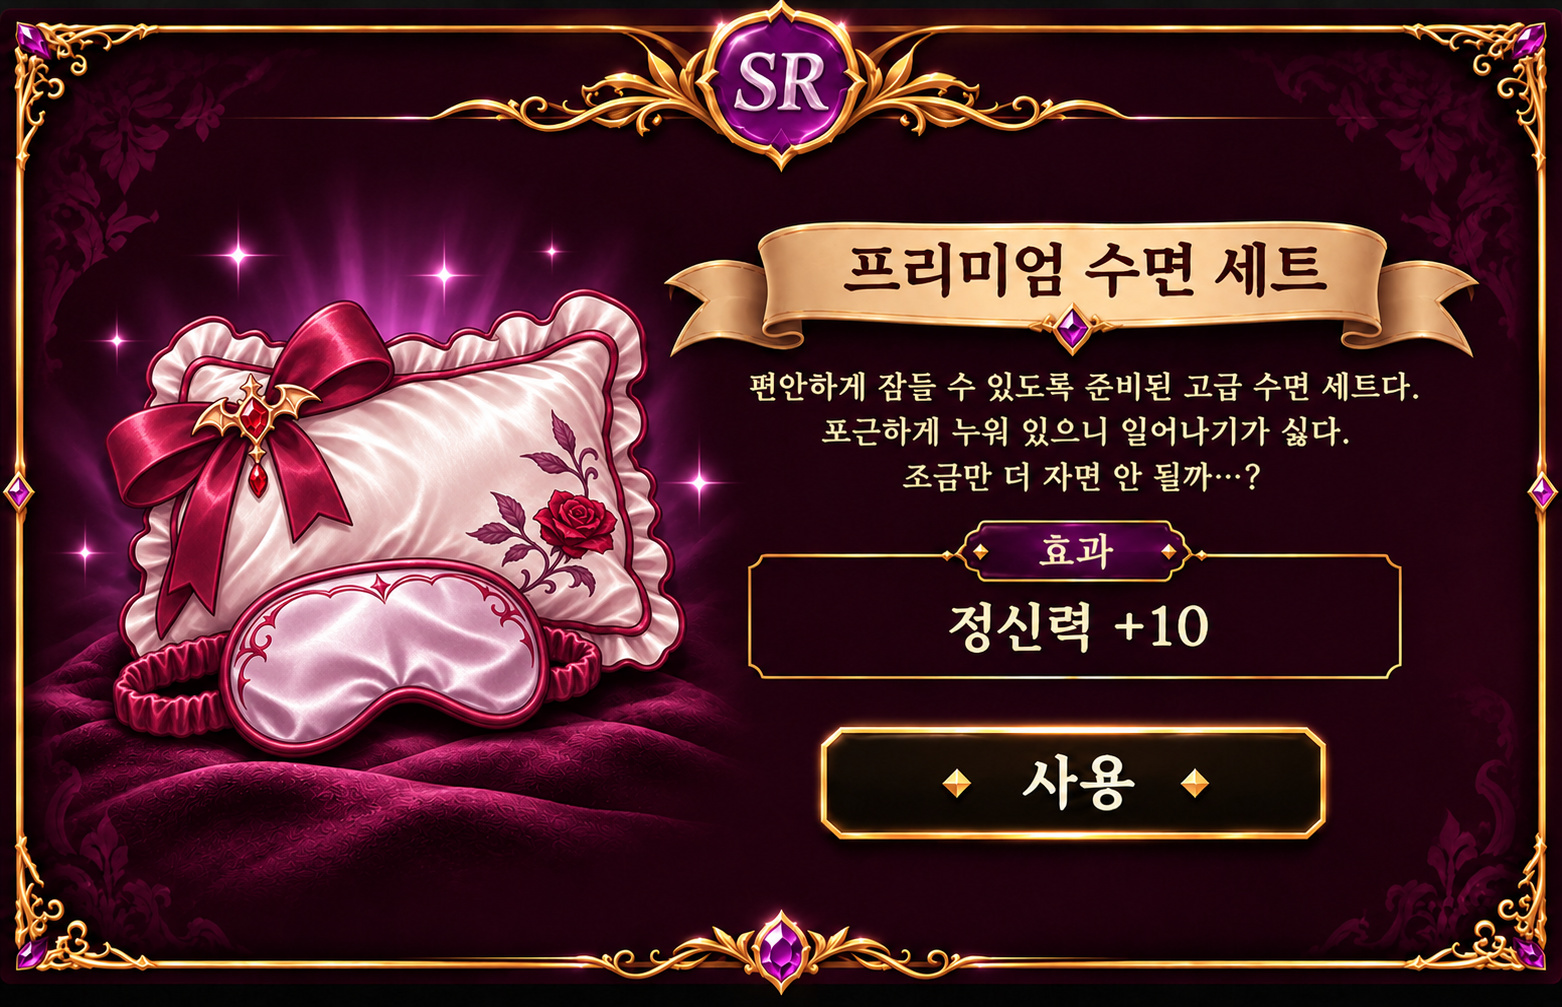 SR
프리미엄 수면 세트
편안하게 잠들 수 있도록 준비된 고급 수면 세트다.
포근하게 누워 있으니 일어나기가 싫다.
조금만 더 자면 안 될까…?
효과
정신력 +10
사용